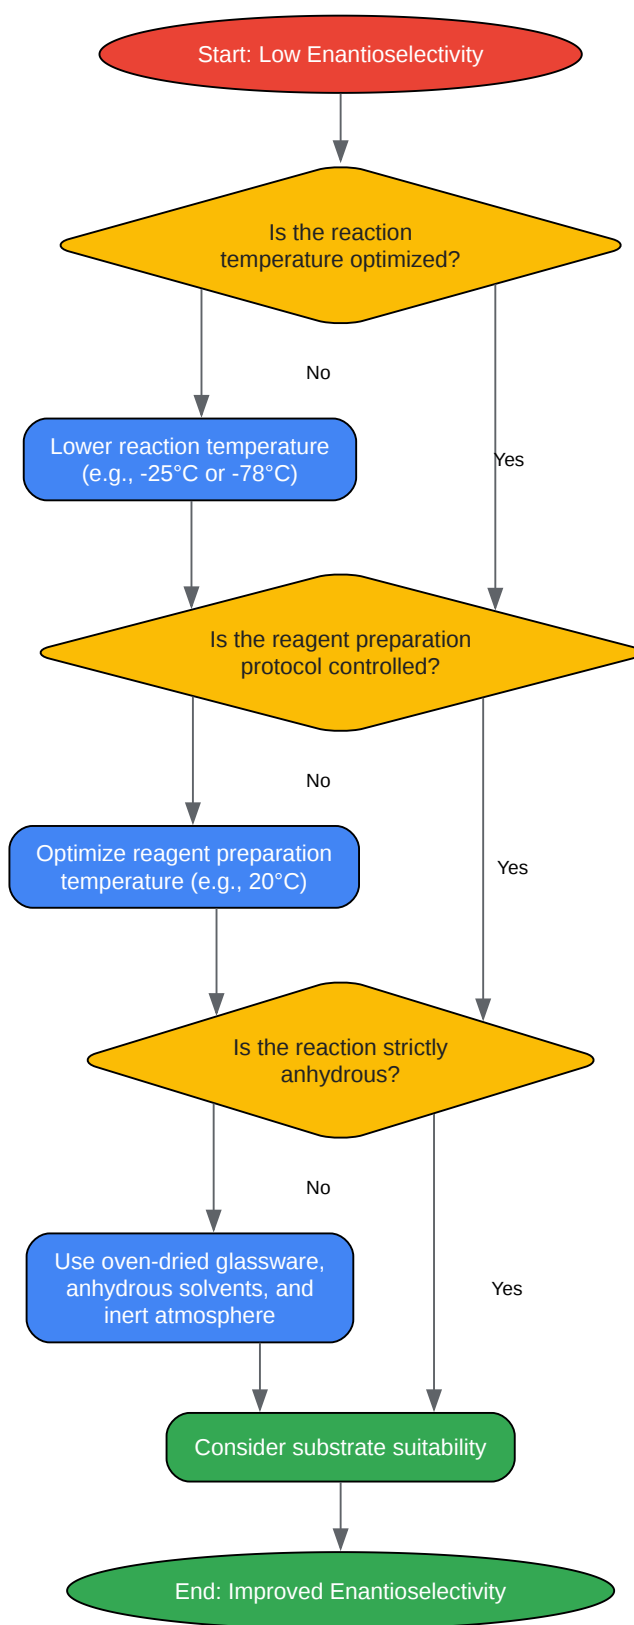 Start: Low Enantioselectivity
Is the reaction
temperature optimized?
No
Lower reaction temperature
(e.g., -25°C or -78°C)
Yes
Is the reagent preparation
protocol controlled?
No
Optimize reagent preparation
temperature (e.g., 20°C)
Yes
Is the reaction strictly
anhydrous?
No
Use oven-dried glassware,
anhydrous solvents, and
inert atmosphere
Yes
Consider substrate suitability
End: Improved Enantioselectivity